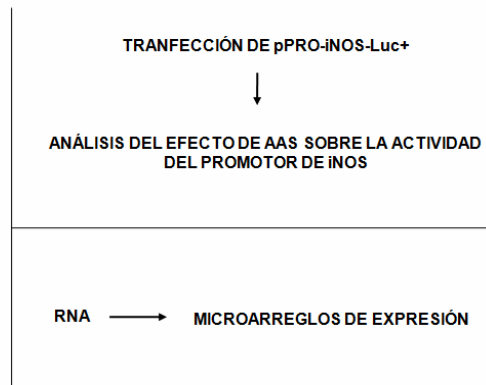 TRANFECCIÓN DE pPRO-iNOS-Luc+
ANÁLISIS DEL EFECTO DE AAS SOBRE LA ACTIVIDAD
DEL PROMOTOR DE iNOS
RNA MICROARREGLOS DE EXPRESIÓN